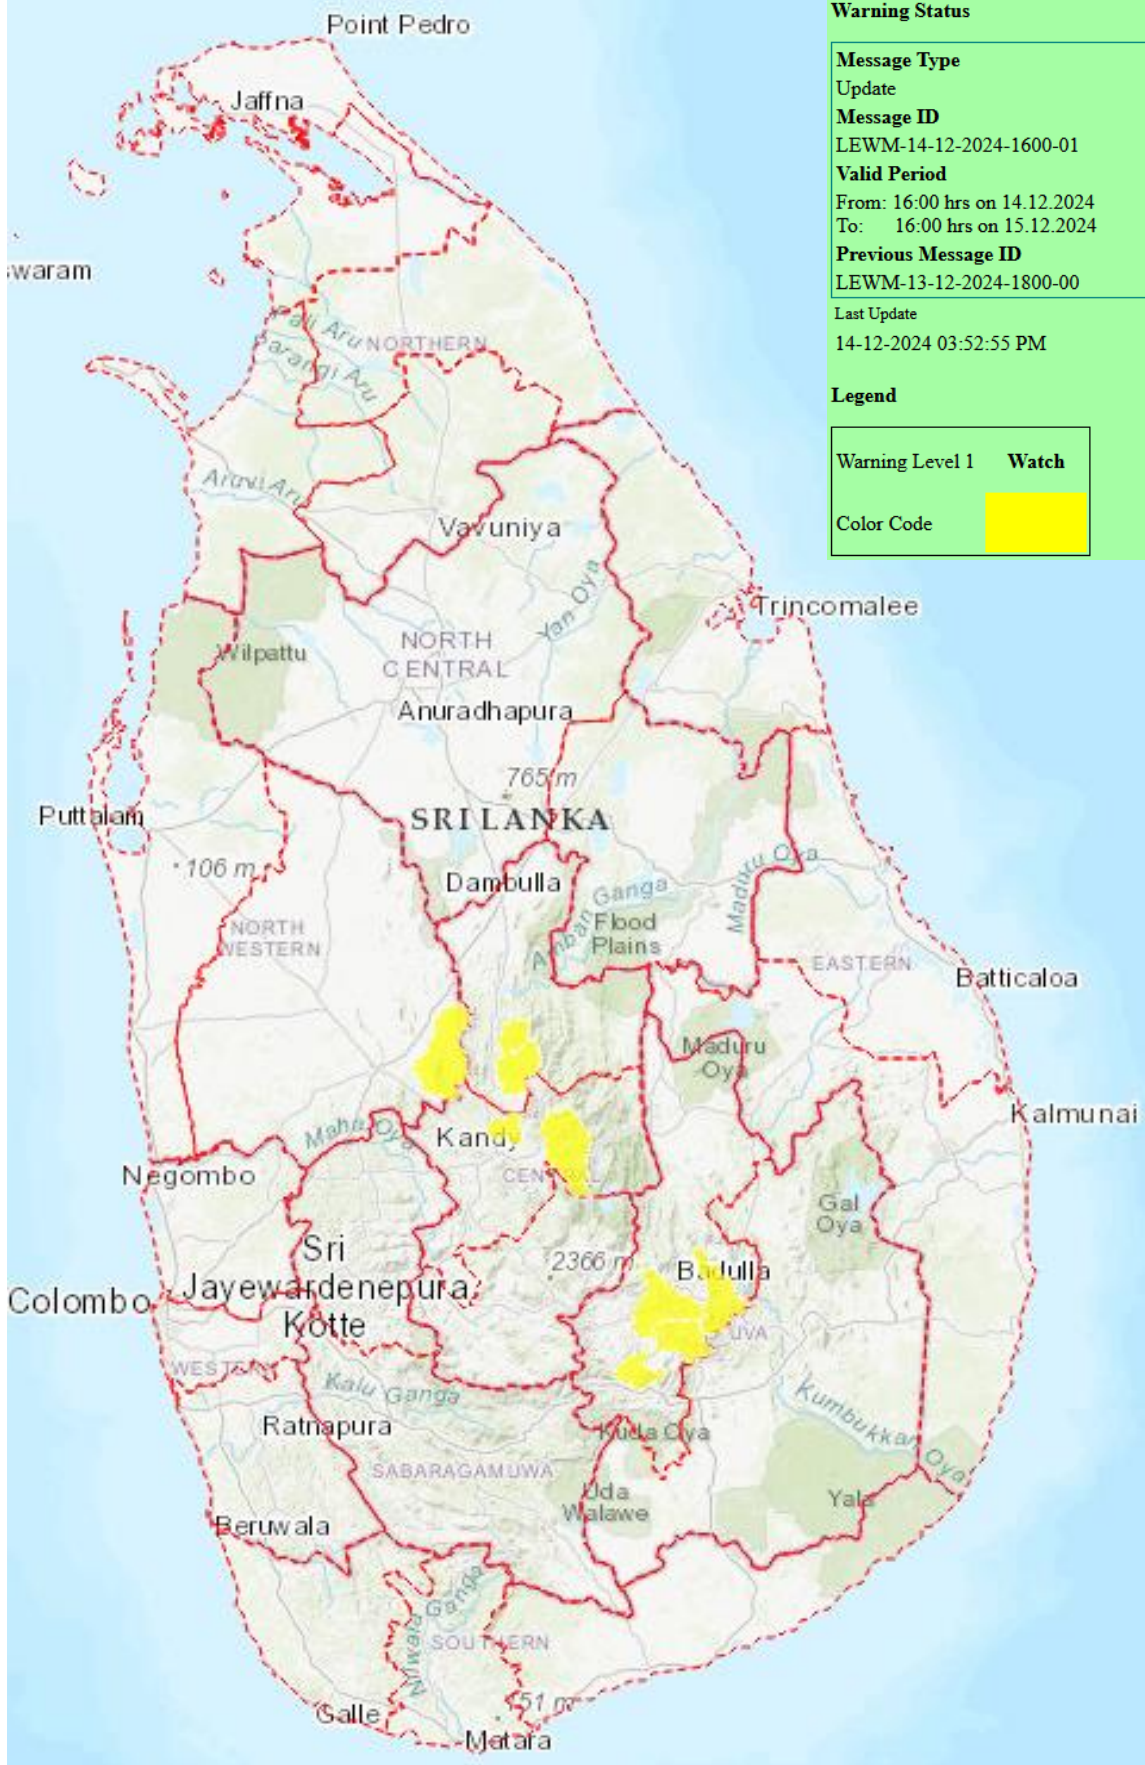 Warning Status
Message Type
Update
Message ID
LEWM-14-12-2024-1600-01
Valid Period
From: 16:00 hrs on 14.12.2024
To: 16:00 hrs on 15.12.2024
Previous Message ID
LEWM-13-12-2024-1800-00
Last Update
14-12-2024 03:52:55 PM
Legend
Warning Level 1 Watch
Color Code
Point Pedro
Jaffna
swaram
Pali Aru
NORTHERN
Parangi Aru
Aruvi Aru
Vavuniya
Yan Oya
Trincomalee
NORTH
CENTRAL
Wilpattu
Anuradhapura
765 m
SRI LANKA
Puttalam
106 m
Dambulla
Maduru Oya
Amban Ganga
Flood
Plains
NORTH
WESTERN
EASTERN
Batticaloa
Maduru
Oya
Kalmunai
Maha Oya
Kandy
CENTRAL
Negombo
Gal
Oya
Sri
Jayewardenepura
Kotte
2366 m
Badulla
Colombo
UVA
WESTERN
Kalu Ganga
Kumbukkan Oya
Ratnapura
Kuda Oya
SABARAGAMUWA
Uda
Walawe
Yala
Beruwala
Nilwala Ganga
SOUTHERN
51 m
Galle
Matara